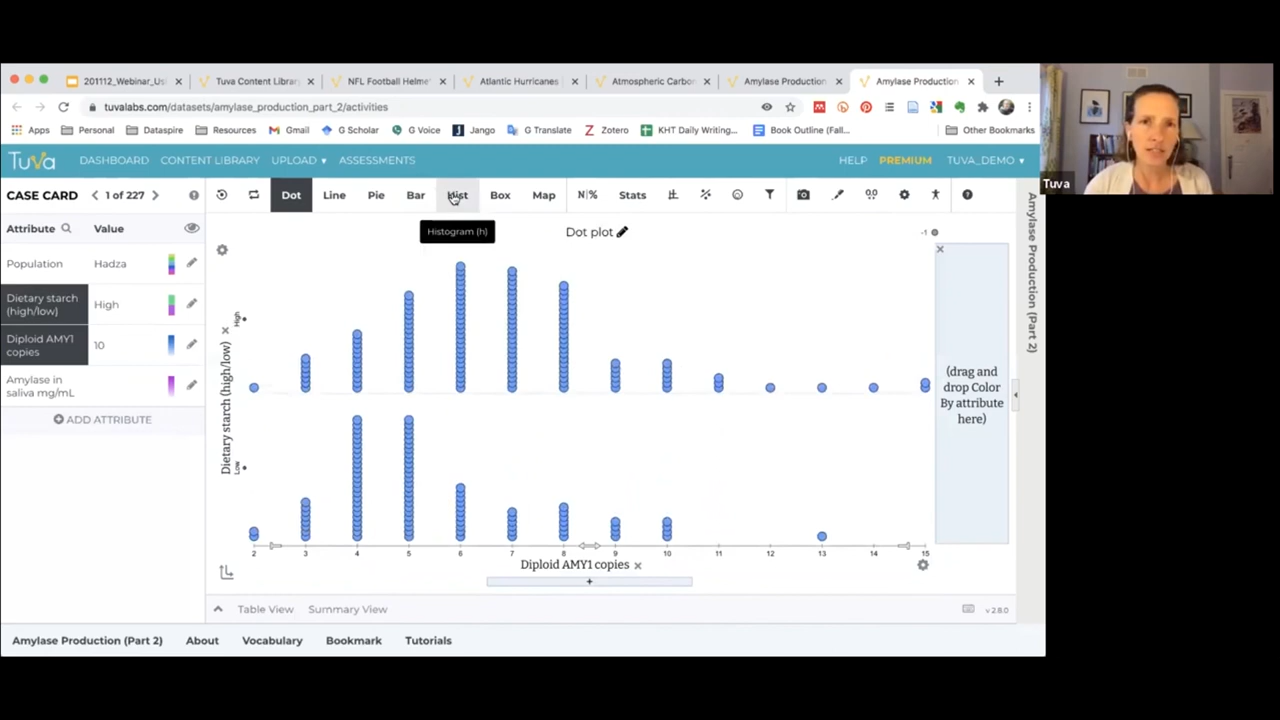 201112_Webinar_Us
Tuva Content Library
NFL Football Helme
Atlantic Hurricanes
Atmospheric Carbo
Amylase Production
Amylase Production
tuvalabs.com/datasets/amylase_production_part_2/activities
Apps Personal Dataspire Resources Gmail G Scholar G Voice Jango G Translate Zotero KHT Daily Writing... Book Outline (Fall... Other Bookmarks
Tuva DASHBOARD CONTENT LIBRARY UPLOAD ASSESSMENTS HELP PREMIUM TUVA_DEMO
Tuva
CASE CARD 1 of 227 Dot Line Pie Bar Hist Box Map N|% Stats
Attribute Value
Histogram (h)
Dot plot
-1
Population Hadza
Dietary starch (high/low) High
Diploid AMY1 copies 10
Amylase in saliva mg/mL
ADD ATTRIBUTE
Dietary starch (high/low)
High
Low
2 3 4 5 6 7 8 9 10 11 12 13 14 15
Diploid AMY1 copies
+
(drag and
drop Color
By attribute
here)
Amylase Production (Part 2)
Table View Summary View v 2.8.0
Amylase Production (Part 2) About Vocabulary Bookmark Tutorials